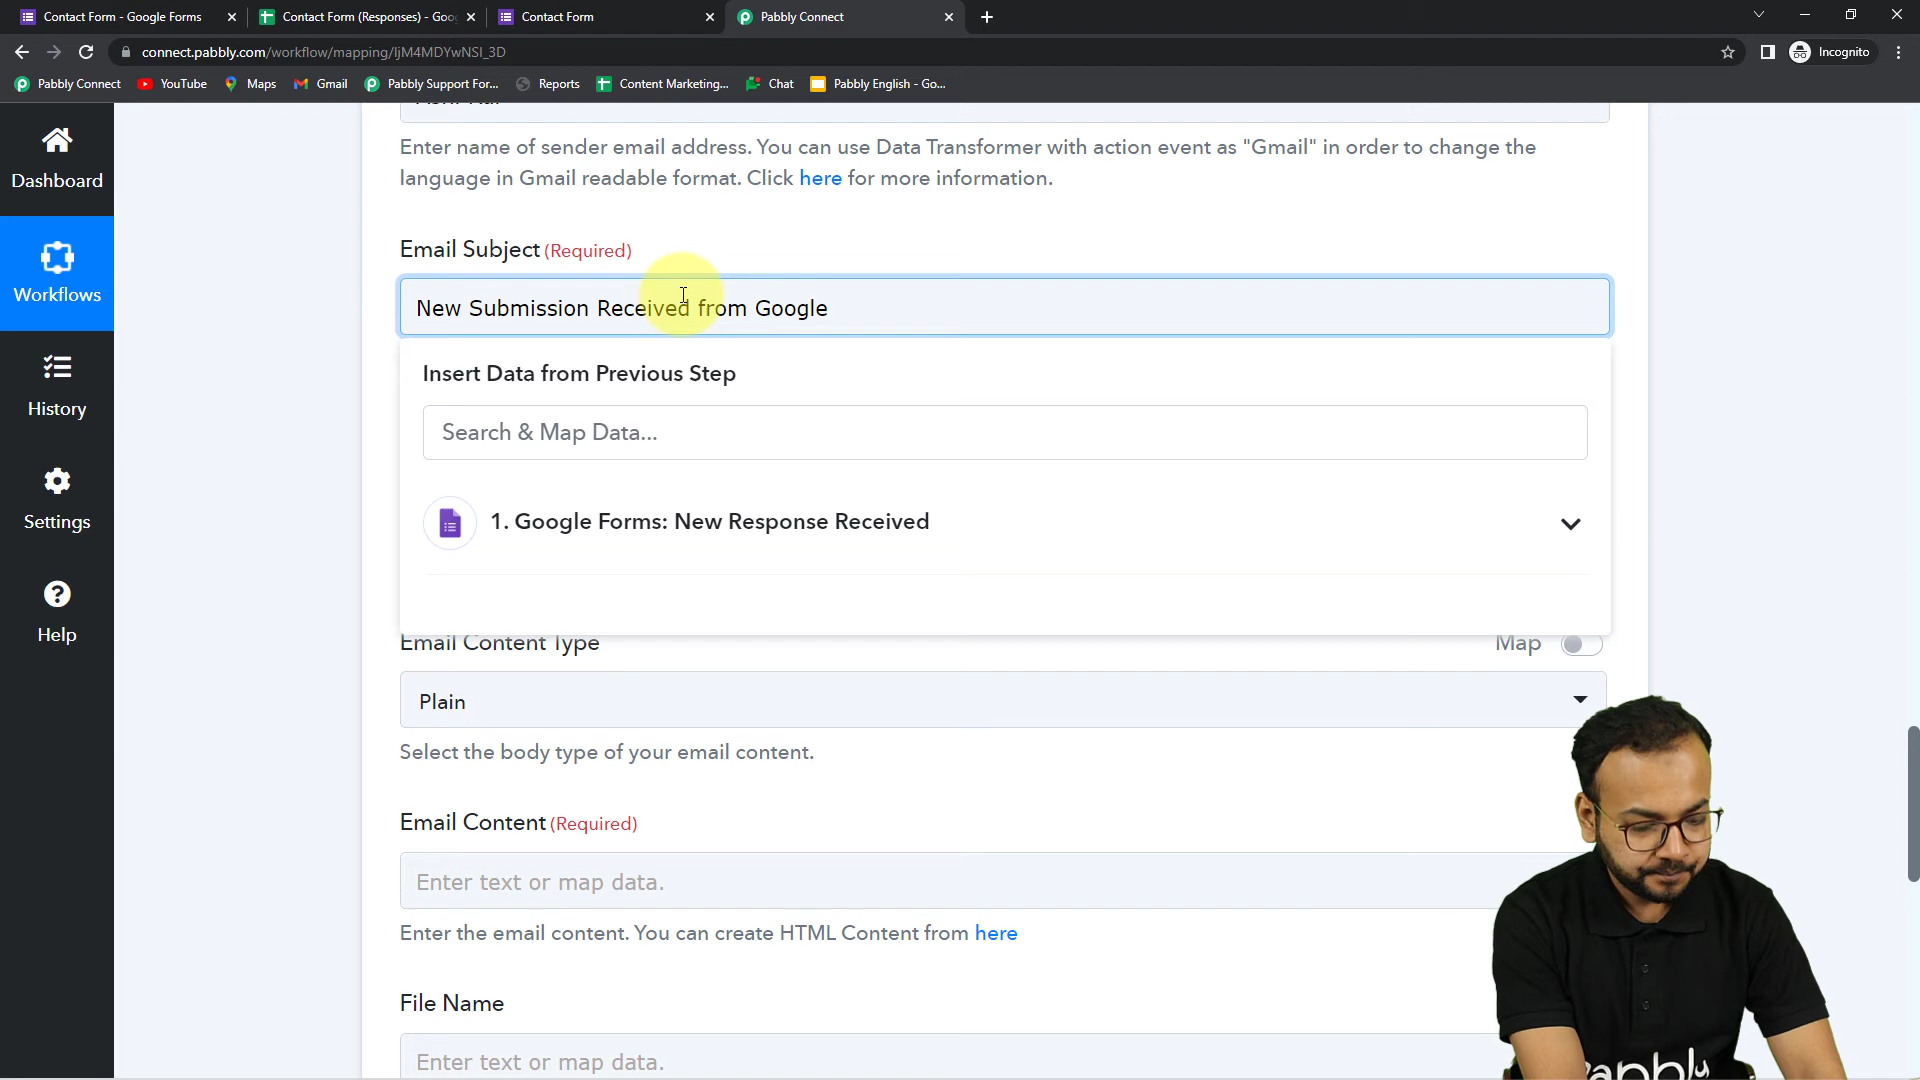 Contact Form - Google Forms
Contact Form (Responses) - Goo
Contact Form
Pabbly Connect
connect.pabbly.com/workflow/mapping/IjM4MDYwNSI_3D
Incognito
Pabbly Connect
YouTube
Maps
Gmail
Pabbly Support For...
Reports
Content Marketing...
Chat
Pabbly English - Go...
Dashboard
Workflows
History
Settings
Help
Enter name of sender email address. You can use Data Transformer with action event as "Gmail" in order to change the
language in Gmail readable format. Click here for more information.
Email Subject (Required)
New Submission Received from Google
Insert Data from Previous Step
Search & Map Data...
1. Google Forms: New Response Received
Email Content Type
Map
Plain
Select the body type of your email content.
Email Content (Required)
Enter text or map data.
Enter the email content. You can create HTML Content from here
File Name
Enter text or map data.
Pabbly